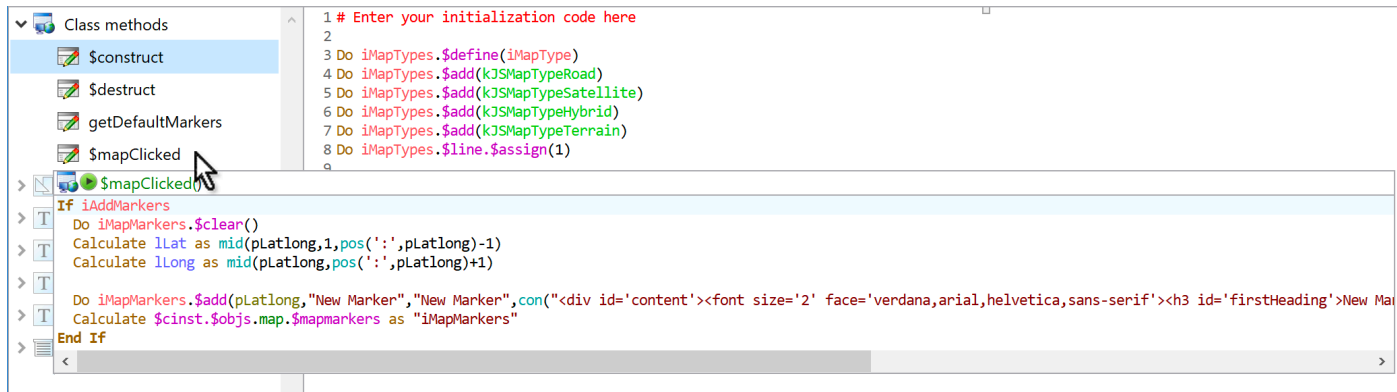 Class methods
$construct
$destruct
getDefaultMarkers
$mapClicked
1 # Enter your initialization code here
2
3 Do iMapTypes.$define(iMapType)
4 Do iMapTypes.$add(kJSMapTypeRoad)
5 Do iMapTypes.$add(kJSMapTypeSatellite)
6 Do iMapTypes.$add(kJSMapTypeHybrid)
7 Do iMapTypes.$add(kJSMapTypeTerrain)
8 Do iMapTypes.$line.$assign(1)
9
$mapClicked()
If iAddMarkers
Do iMapMarkers.$clear()
Calculate lLat as mid(pLatlong,1,pos(':',pLatlong)-1)
Calculate lLong as mid(pLatlong,pos(':',pLatlong)+1)
Do iMapMarkers.$add(pLatlong,"New Marker","New Marker",con("<div id='content'><font size='2' face='verdana,arial,helvetica,sans-serif'><h3 id='firstHeading'>New Mar
Calculate $cinst.$objs.map.$mapmarkers as "iMapMarkers"
End If
T
T
T
T